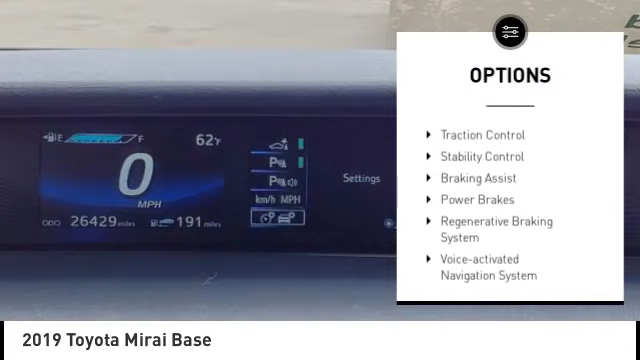 OPTIONS
Traction Control
Stability Control
Braking Assist
Power Brakes
Regenerative Braking
System
Voice-activated
Navigation System
E F 62°F
0
MPH
ODO 26429 miles 191 miles
P
P
km/h MPH
Settings
2019 Toyota Mirai Base